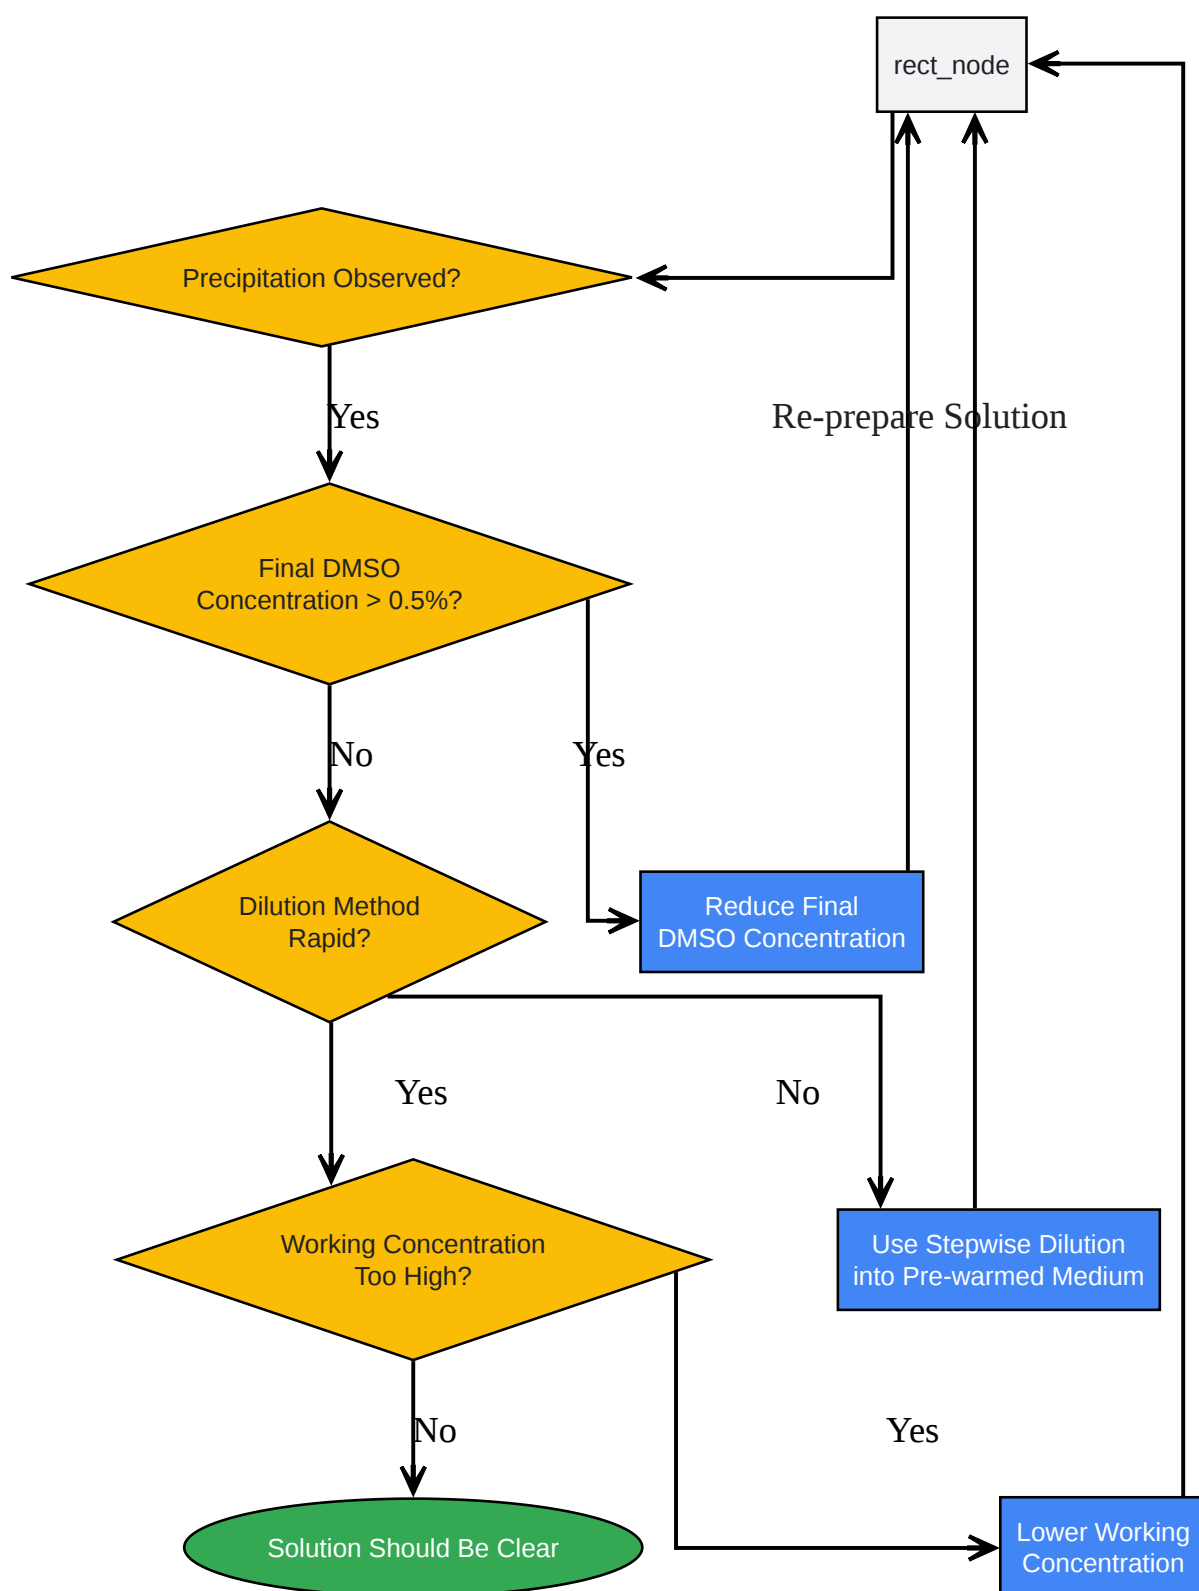 rect_node
Precipitation Observed?
Yes
Re-prepare Solution
Final DMSO
Concentration > 0.5%?
No
Yes
Dilution Method
Rapid?
Reduce Final
DMSO Concentration
Yes
No
Working Concentration
Too High?
Use Stepwise Dilution
into Pre-warmed Medium
No
Yes
Solution Should Be Clear
Lower Working
Concentration